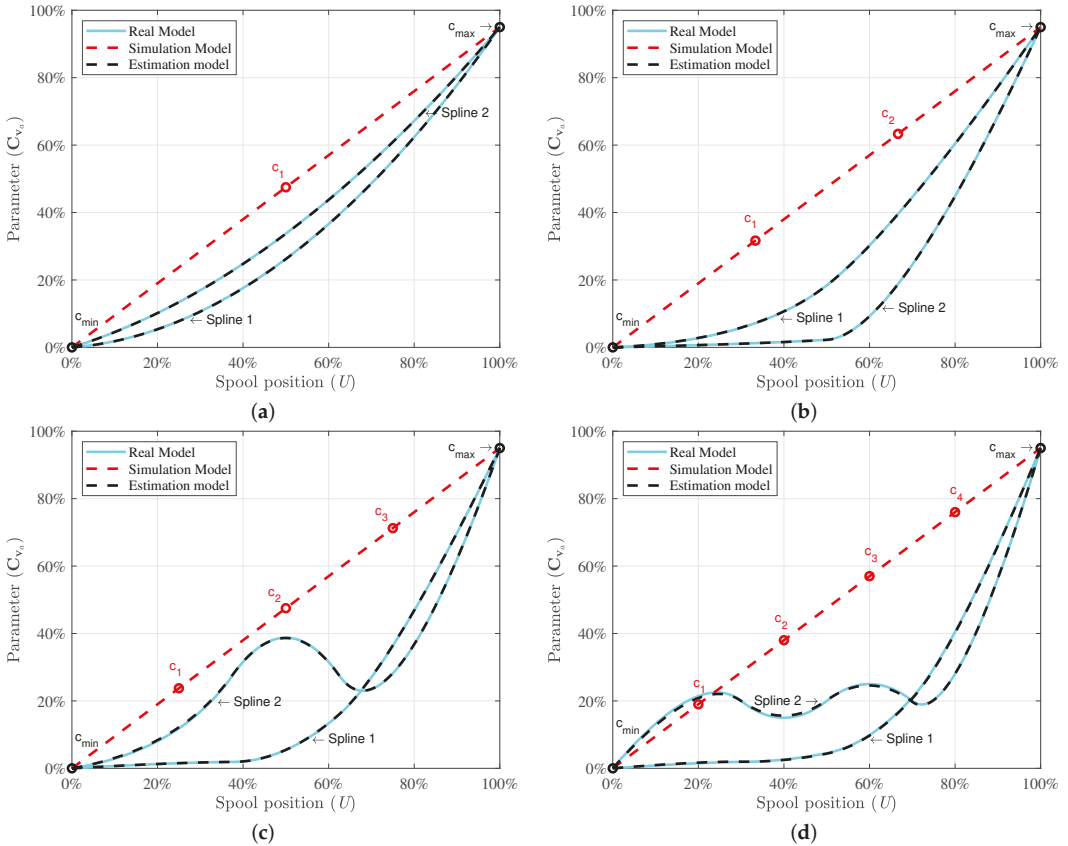 100%
80%
60%
40%
20%
0%
Parameter (C_va)
Real Model
Simulation Model
Estimation model
c_max →
← Spline 2
c_1
← Spline 1
c_min
0% 20% 40% 60% 80% 100%
Spool position (U)
(a)
100%
80%
60%
40%
20%
0%
Parameter (C_va)
Real Model
Simulation Model
Estimation model
c_max →
c_2
c_1
← Spline 2
← Spline 1
c_min
0% 20% 40% 60% 80% 100%
Spool position (U)
(b)
100%
80%
60%
40%
20%
0%
Parameter (C_va)
Real Model
Simulation Model
Estimation model
c_max →
c_3
c_2
c_1
← Spline 2
← Spline 1
c_min
0% 20% 40% 60% 80% 100%
Spool position (U)
(c)
100%
80%
60%
40%
20%
0%
Parameter (C_va)
Real Model
Simulation Model
Estimation model
c_max →
c_4
c_3
c_2
c_1
Spline 2 →
← Spline 1
c_min
0% 20% 40% 60% 80% 100%
Spool position (U)
(d)